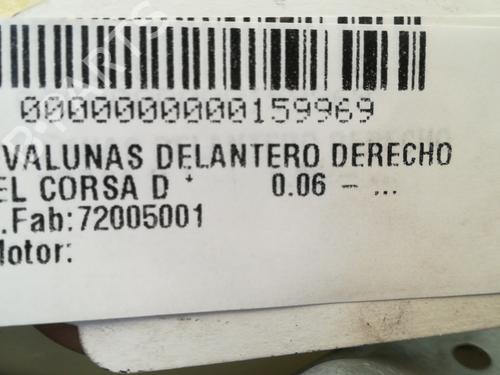 0000000000159969
VALUNAS DELANTERO DERECHO
EL CORSA D * 0.06 - ...
.Fab:72005001
Motor: